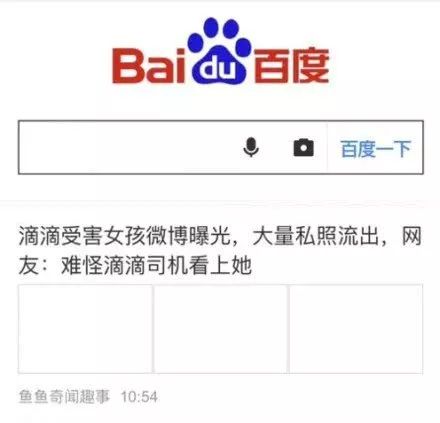 Bai du 百度
百度一下
滴滴受害女孩微博曝光，大量私照流出，网
友：难怪滴滴司机看上她
鱼鱼奇闻趣事 10:54